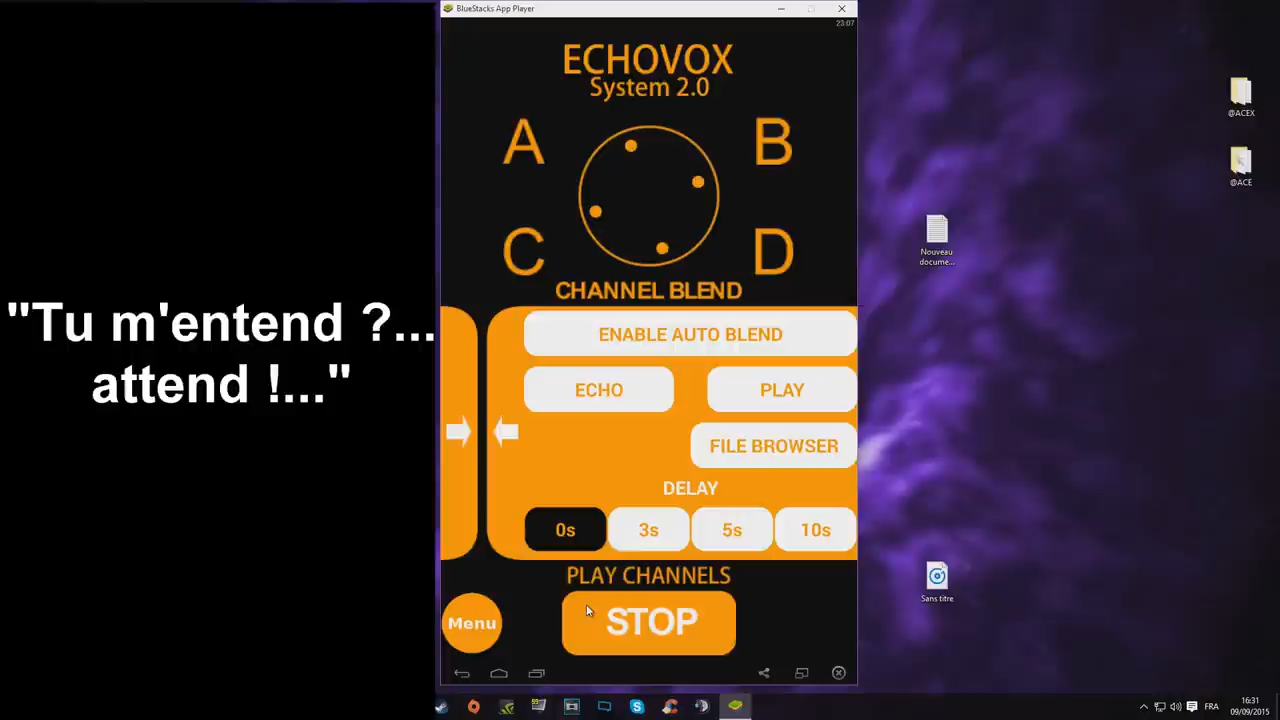 BlueStacks App Player
23:07
ECHOVOX
System 2.0
A
B
C
D
CHANNEL BLEND
ENABLE AUTO BLEND
ECHO
PLAY
FILE BROWSER
DELAY
0s
3s
5s
10s
PLAY CHANNELS
STOP
Menu
"Tu m'entend ?...
attend !..."
@ACEX
@ACE
Nouveau
docume...
Sans titre
FRA
16:31
09/09/2015